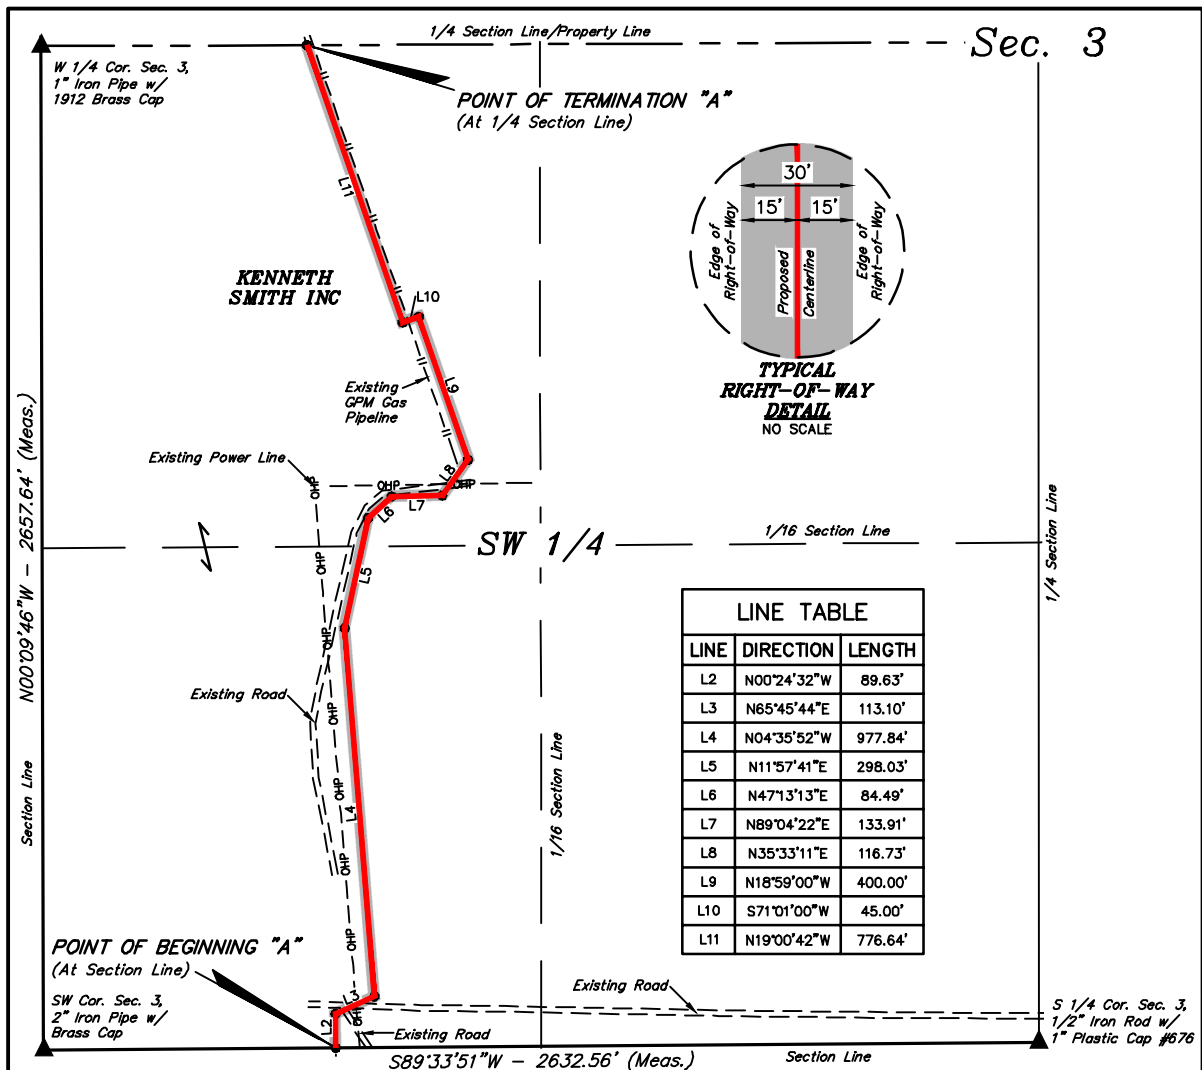 1/4 Section Line/Property Line
Sec. 3
W 1/4 Cor. Sec. 3,
1" Iron Pipe w/
1912 Brass Cap
POINT OF TERMINATION "A"
(At 1/4 Section Line)
30'
15' 15'
Edge of
Right-of-Way
Proposed
Centerline
Edge of
Right-of-Way
TYPICAL
RIGHT-OF-WAY
DETAIL
NO SCALE
L11
KENNETH
SMITH INC
L10
L9
Existing
GPM Gas
Pipeline
Existing Power Line
OHP
OHP
OHP
L8
L7
L6
SW 1/4
1/16 Section Line
1/4 Section Line
N00°09'46"W - 2657.64' (Meas.)
Section Line
OHP
L5
OHP
Existing Road
OHP
OHP
L4
OHP
OHP
1/16 Section Line
LINE TABLE
LINE DIRECTION LENGTH
L2 N00°24'32"W 89.63'
L3 N65°45'44"E 113.10'
L4 N04°35'52"W 977.84'
L5 N11°57'41"E 298.03'
L6 N47°13'13"E 84.49'
L7 N89°04'22"E 133.91'
L8 N35°33'11"E 116.73'
L9 N18°59'00"W 400.00'
L10 S71°01'00"W 45.00'
L11 N19°00'42"W 776.64'
POINT OF BEGINNING "A"
(At Section Line)
SW Cor. Sec. 3,
2" Iron Pipe w/
Brass Cap
L3
L2
OHP
Existing Road
Existing Road
S 1/4 Cor. Sec. 3,
1/2" Iron Rod w/
1" Plastic Cap #676
S89°33'51"W - 2632.56' (Meas.)
Section Line